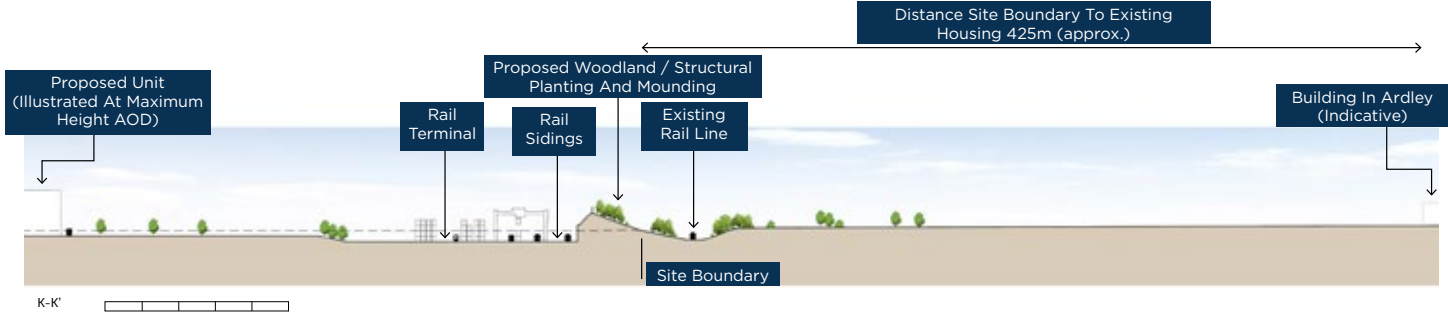 Distance Site Boundary To Existing
Housing 425m (approx.)
Proposed Unit
(Illustrated At Maximum
Height AOD)
Rail
Terminal
Rail
Sidings
Proposed Woodland / Structural
Planting And Mounding
Existing
Rail Line
Building In Ardley
(Indicative)
Site Boundary
K-K'